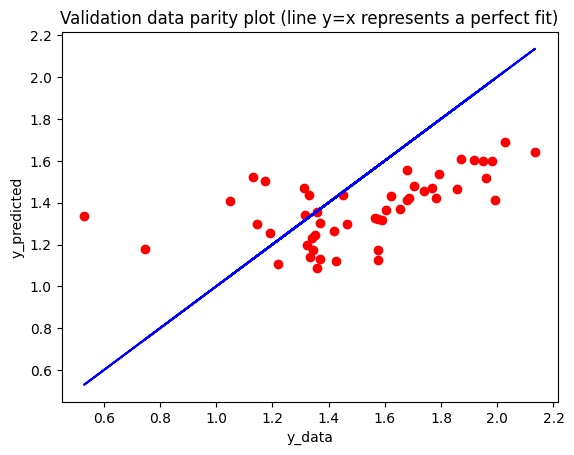 Validation data parity plot (line y=x represents a perfect fit)
2.2
2.0
1.8
1.6
1.4
1.2
1.0
0.8
0.6
y_predicted
0.6 0.8 1.0 1.2 1.4 1.6 1.8 2.0 2.2
y_data